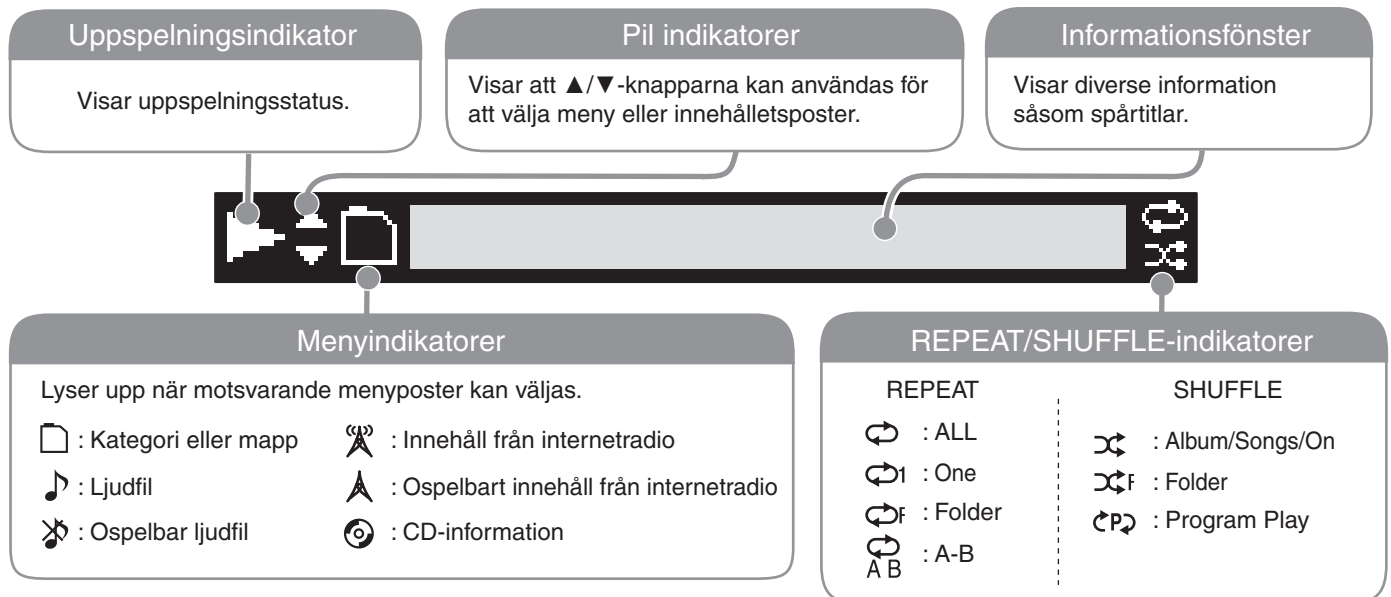 Uppspelningsindikator
Visar uppspelningsstatus.
Pil indikatorer
Visar att ▲/▼-knapparna kan användas för
att välja meny eller innehålletsposter.
Informationsfönster
Visar diverse information
såsom spårtitlar.
Menyindikatorer
Lyser upp när motsvarande menyposter kan väljas.
: Kategori eller mapp
: Ljudfil
: Ospelbar ljudfil
: Innehåll från internetradio
: Ospelbart innehåll från internetradio
: CD-information
REPEAT/SHUFFLE-indikatorer
REPEAT
: ALL
1 : One
F : Folder
A B : A-B
SHUFFLE
: Album/Songs/On
F : Folder
P : Program Play